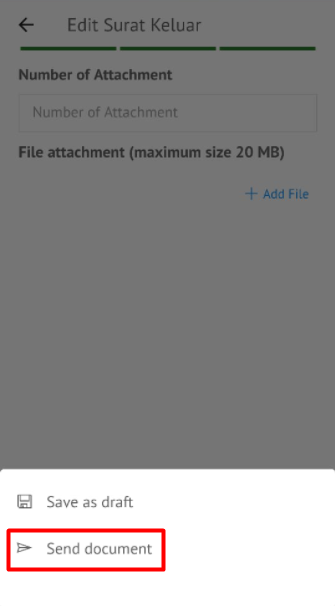 Edit Surat Keluar
Number of Attachment
Number of Attachment
File attachment (maximum size 20 MB)
+ Add File
Save as draft
Send document